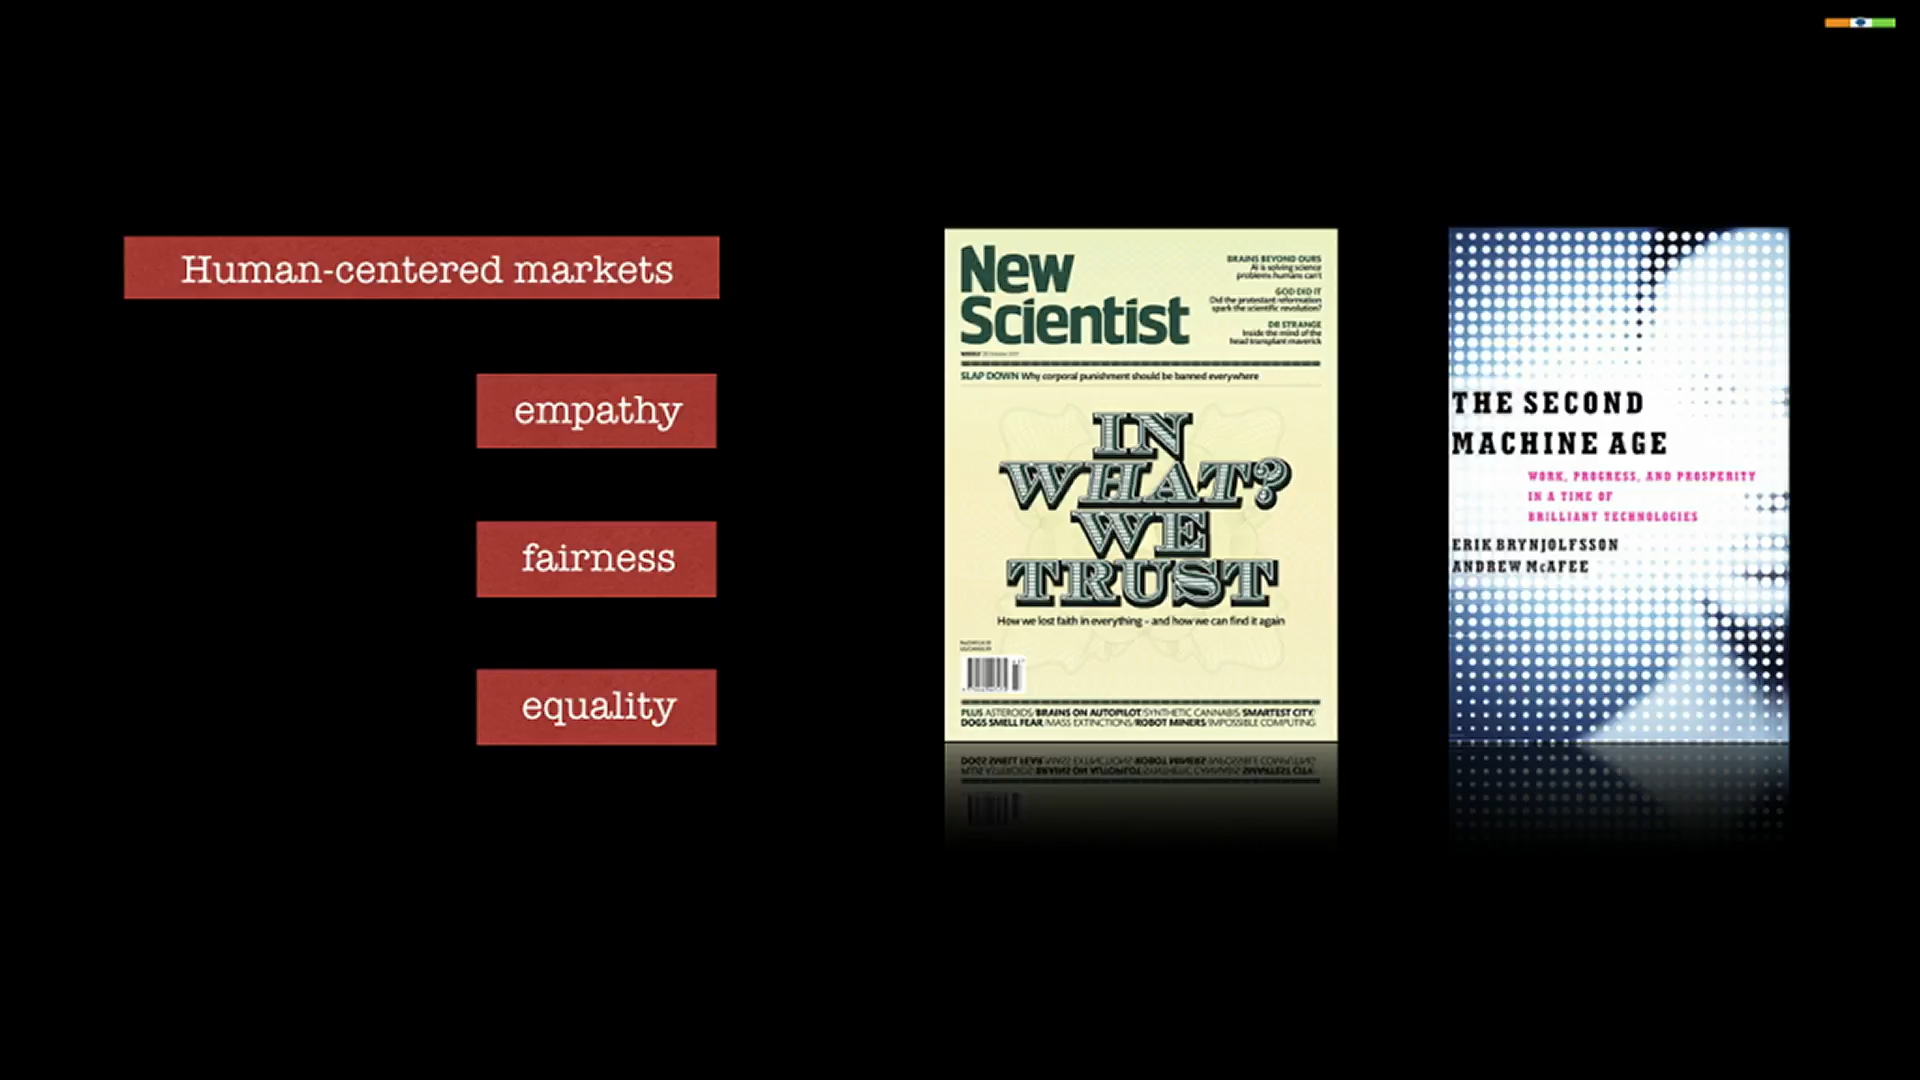 Human-centered markets
empathy
fairness
equality
New
Scientist
BRAINS BEYOND OURS
AI is solving science
problems humans can't
GOD DID IT
Did the protestant reformation
spark the scientific revolution?
DR STRANGE
Inside the mind of the
head transplant maverick
WEEKLY
SLAP DOWN Why corporal punishment should be banned everywhere
IN
WHAT?
WE
TRUST
How we lost faith in everything – and how we can find it again
PLUS ASTEROIDS/BRAINS ON AUTOPILOT/SYNTHETIC CANNABIS/SMARTEST CITY/
DOGS SMELL FEAR/MASS EXTINCTIONS/ROBOT MINERS/IMPOSSIBLE COMPUTING
THE SECOND
MACHINE AGE
WORK, PROGRESS, AND PROSPERITY
IN A TIME OF
BRILLIANT TECHNOLOGIES
ERIK BRYNJOLFSSON
ANDREW McAFEE